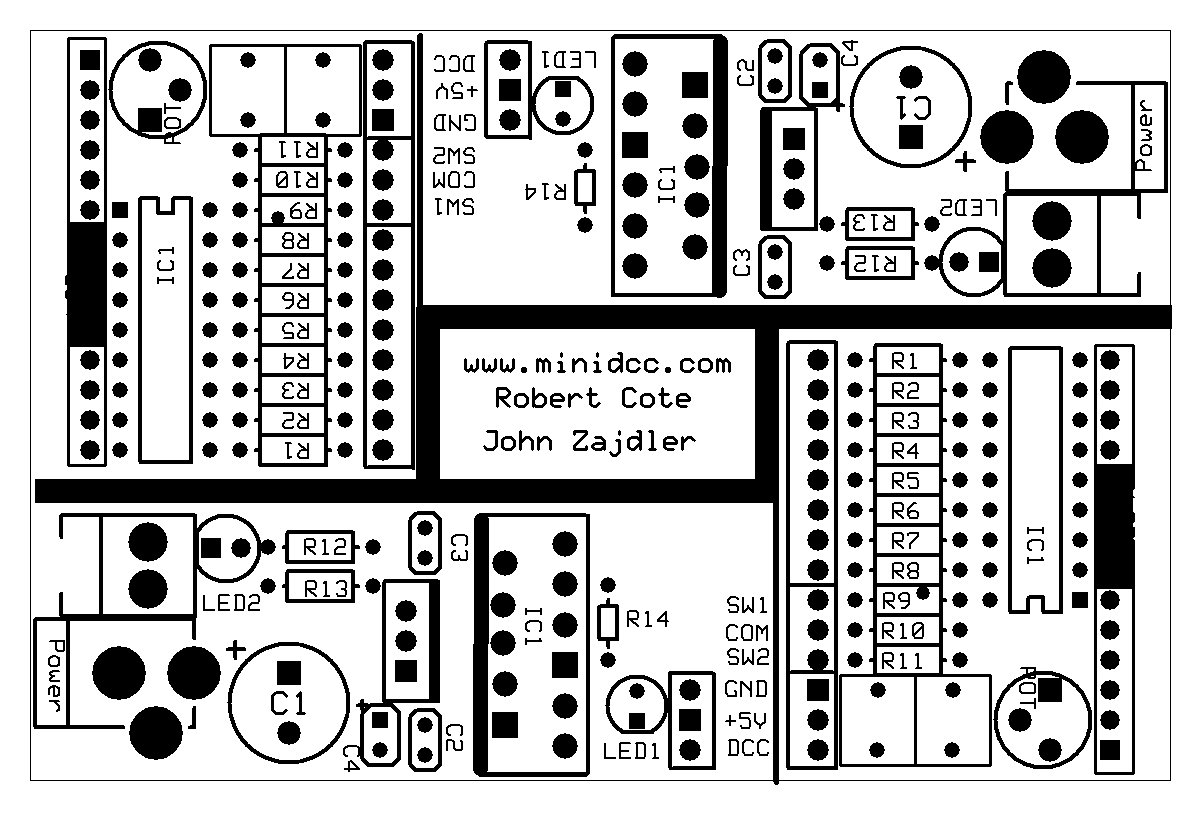 DCC
+5V
GND
SW2
COM
SW1
LED1
R14
IC1
C2
C4
+
C1
+
Power
C3
R13
R12
LED2
POT
R11
R10
R9
R8
R7
R6
R5
R4
R3
R2
R1
IC1
www.minidcc.com
Robert Cote
John Zajdler
R1
R2
R3
R4
R5
R6
R7
R8
R9
R10
R11
IC1
POT
R12
R13
C3
LED2
Power
+
C1
+
C4
C2
IC1
R14
LED1
SW1
COM
SW2
GND
+5V
DCC